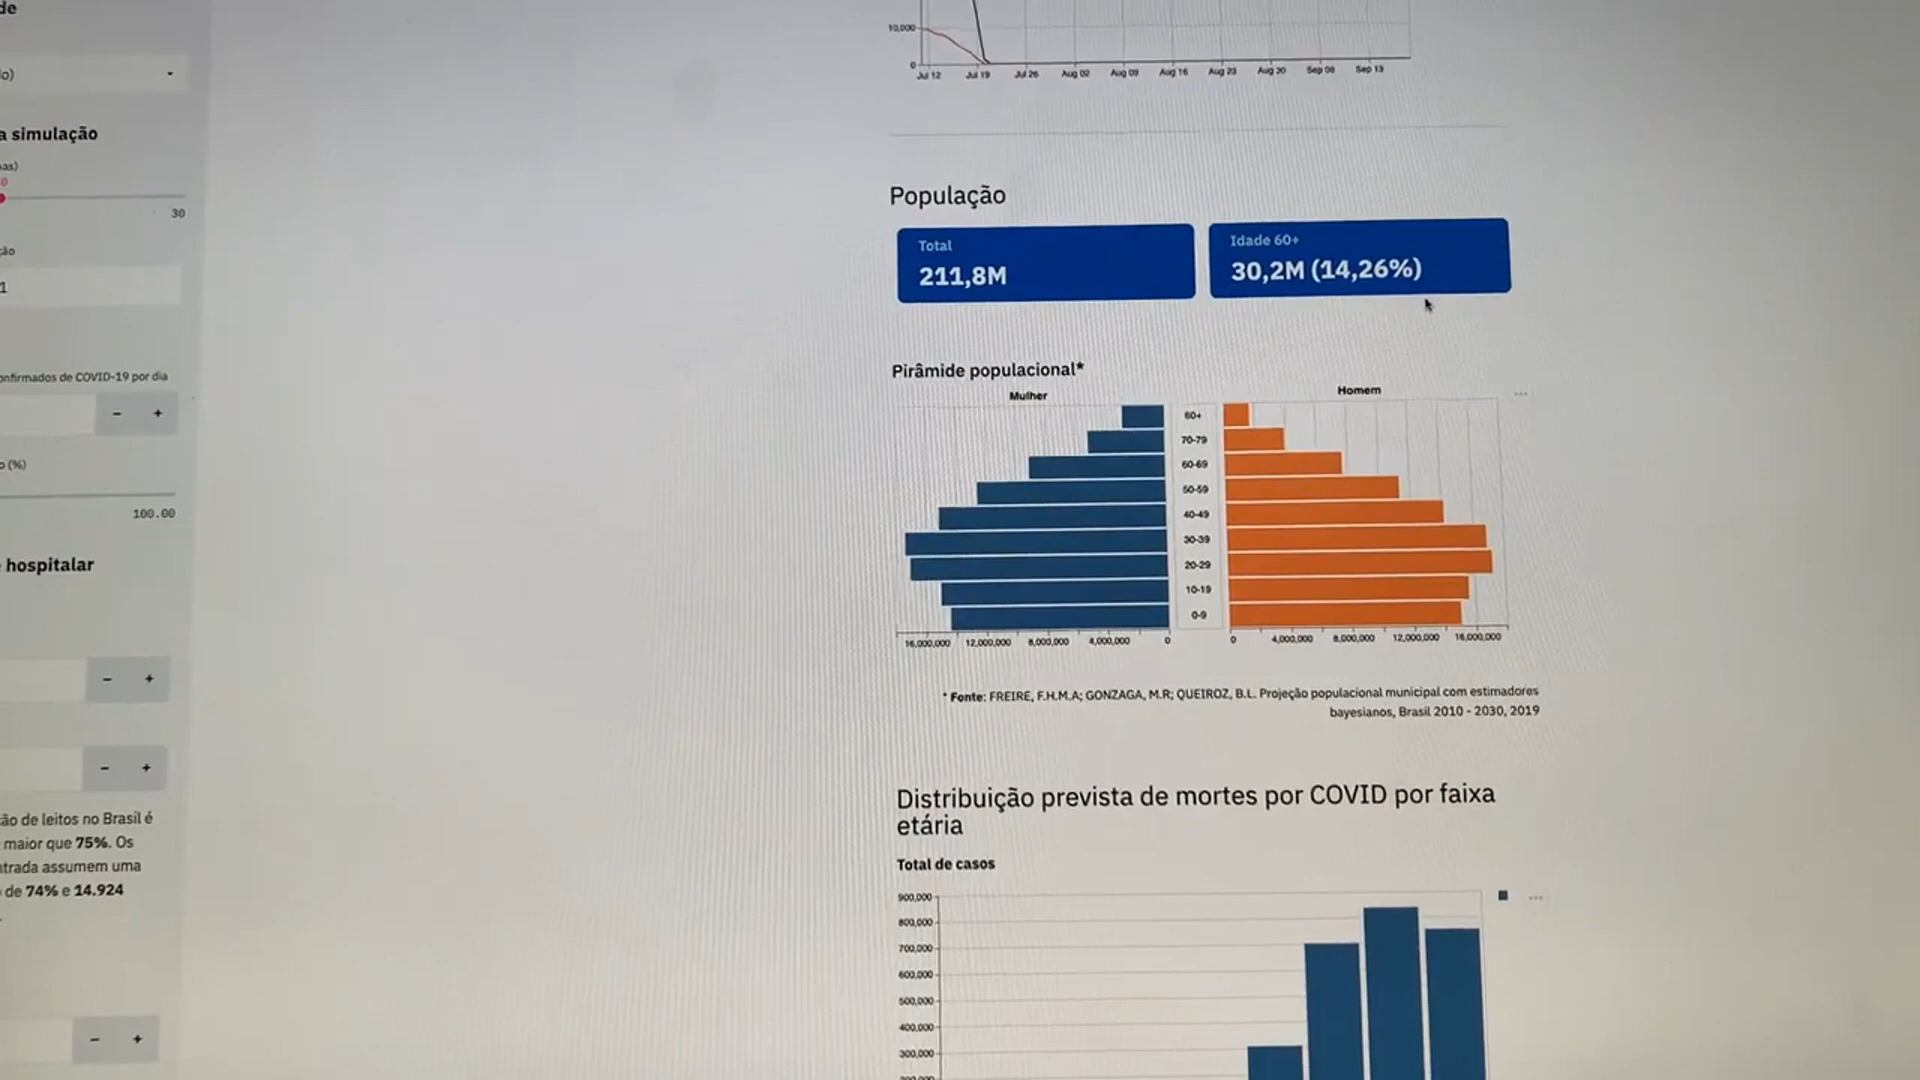 de
o)
a simulação
as)
0
30
ção
1
onfirmados de COVID-19 por dia
− +
o (%)
100.00
hospitalar
− +
− +
ão de leitos no Brasil é
maior que 75%. Os
ntrada assumem uma
de 74% e 14.924
− +
10,000
0
Jul 12 Jul 19 Jul 26 Aug 02 Aug 09 Aug 16 Aug 23 Aug 30 Sep 06 Sep 13
População
Total
211,8M
Idade 60+
30,2M (14,26%)
Pirâmide populacional*
Mulher
Homem
70-79
60-69
50-59
40-49
30-39
20-29
10-19
0-9
16,000,000 12,000,000 8,000,000 4,000,000 0
0 4,000,000 8,000,000 12,000,000 16,000,000
* Fonte: FREIRE, F.H.M.A; GONZAGA, M.R; QUEIROZ, B.L. Projeção populacional municipal com estimadores
bayesianos, Brasil 2010 - 2030, 2019
Distribuição prevista de mortes por COVID por faixa
etária
Total de casos
900,000
800,000
700,000
600,000
500,000
400,000
300,000